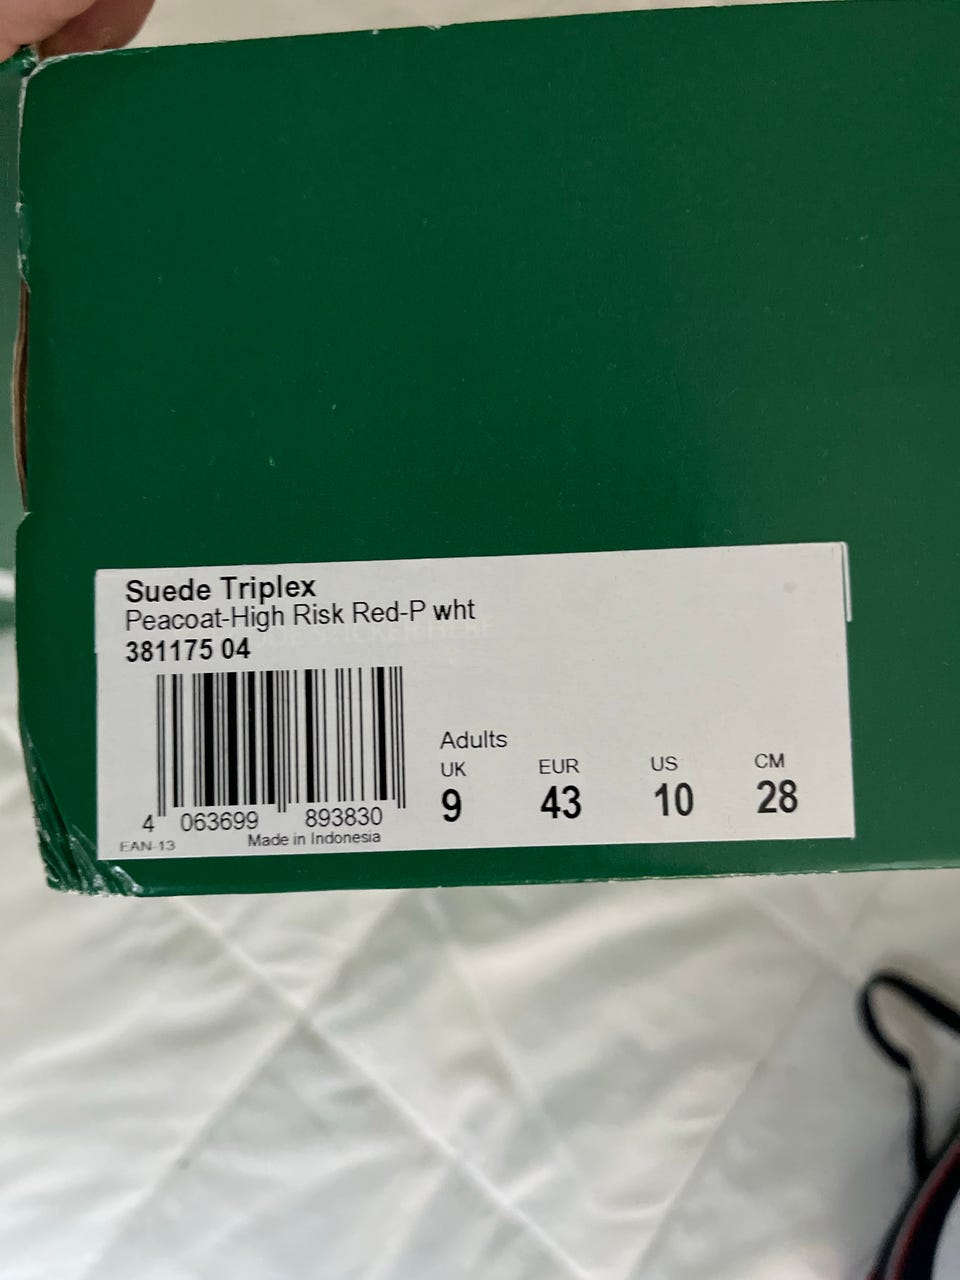 Suede Triplex
Peacoat-High Risk Red-P wht
381175 04
Adults
UK EUR US CM
9 43 10 28
4 063699 893830
EAN-13 Made in Indonesia